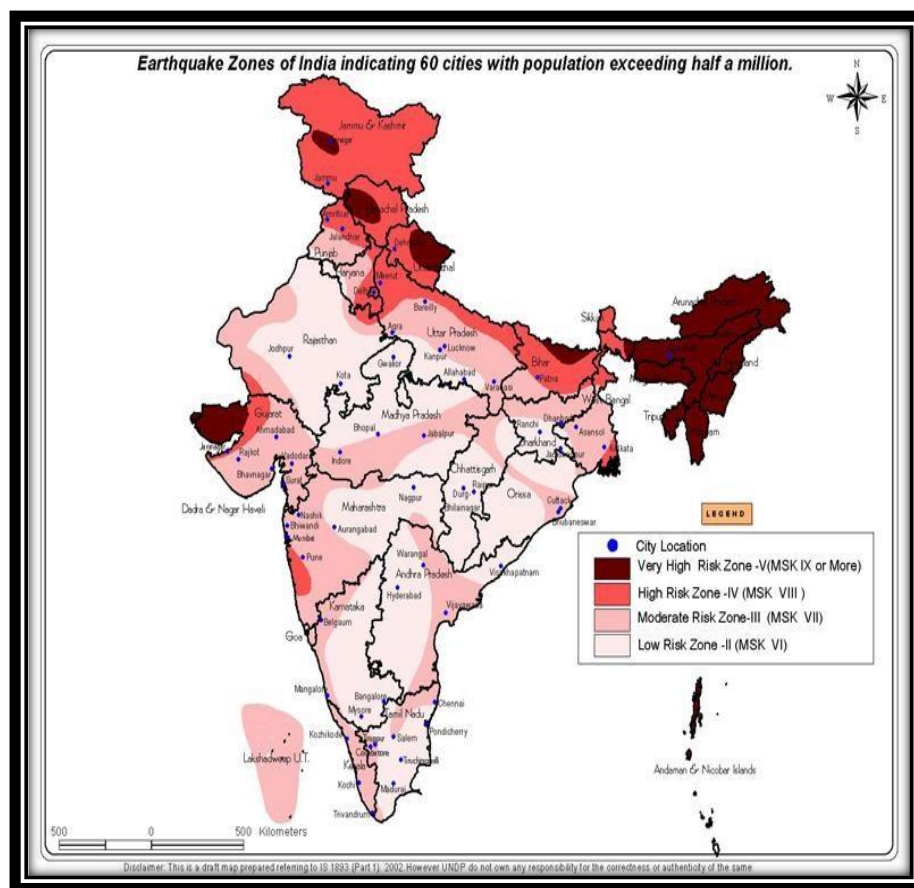 Earthquake Zones of India indicating 60 cities with population exceeding half a million.
N
W E
S
Jammu & Kashmir
Jammu
Amritsar
Pradesh
Jalandhar
Punjab
Haryana
Meerut
Bareilly
Sikkim
Agra
Uttar Pradesh
Rajasthan
Lucknow
Jodhpur
Kanpur
Gwalior
Bihar
Allahabad
Patna
Kota
Varanasi
West Bengal
Gujarat
Madhya Pradesh
Ahmadabad
Bhopal
Jabalpur
Ranchi
Dhanbad
Asansol
Kolkata
Indore
Rajkot
Vadodara
Bhavnagar
Chhattisgarh
Surat
Nagpur
Durg-
Bhilainagar
Orissa
Cuttack
Bhubaneswar
Dadra & Nagar Haveli
Maharashtra
Nashik
Bhiwandi
Aurangabad
Mumbai
Pune
Warangal
Andhra Pradesh
Hyderabad
Karnataka
Belgaum
Goa
Mangalore
Bangalore
Chennai
Mysore
Tamil Nadu
Pondicherry
Kozhikode
Salem
Coimbatore
Lakshadweep U.T.
Kochi
Madurai
Trivandrum
Andaman & Nicobar Islands
LEGEND
City Location
Very High Risk Zone -V(MSK IX or More)
High Risk Zone -IV (MSK VIII )
Moderate Risk Zone-III (MSK VII)
Low Risk Zone -II (MSK VI)
500 0 500 Kilometers
Disclaimer: This is a draft map prepared referring to IS 1893 (Part 1): 2002. However UNDP do not own any responsibility for the correctness or authenticity of the same